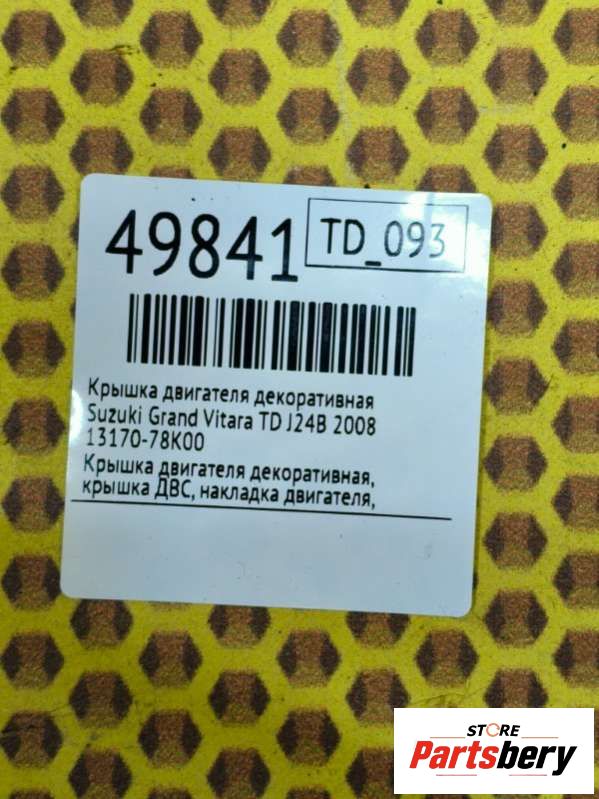 49841
TD_093
Крышка двигателя декоративная
Suzuki Grand Vitara TD J24B 2008
13170-78K00
Крышка двигателя декоративная,
крышка ДВС, накладка двигателя,
STORE
Partsbery